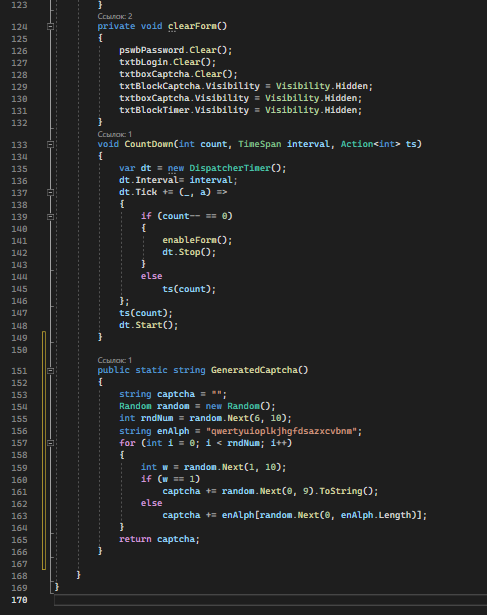 123 }
Ссылок: 2
124 private void clearForm()
125 {
126 pswbPassword.Clear();
127 txtbLogin.Clear();
128 txtboxCaptcha.Clear();
129 txtBlockCaptcha.Visibility = Visibility.Hidden;
130 txtboxCaptcha.Visibility = Visibility.Hidden;
131 txtBlockTimer.Visibility = Visibility.Hidden;
132 }
Ссылок: 1
133 void CountDown(int count, TimeSpan interval, Action<int> ts)
134 {
135 var dt = new DispatcherTimer();
136 dt.Interval= interval;
137 dt.Tick += (_, a) =>
138 {
139 if (count-- == 0)
140 {
141 enableForm();
142 dt.Stop();
143 }
144 else
145 ts(count);
146 };
147 ts(count);
148 dt.Start();
149 }
150
Ссылок: 1
151 public static string GeneratedCaptcha()
152 {
153 string captcha = "";
154 Random random = new Random();
155 int rndNum = random.Next(6, 10);
156 string enAlph = "qwertyuioplkjhgfdsazxcvbnm";
157 for (int i = 0; i < rndNum; i++)
158 {
159 int w = random.Next(1, 10);
160 if (w == 1)
161 captcha += random.Next(0, 9).ToString();
162 else
163 captcha += enAlph[random.Next(0, enAlph.Length)];
164 }
165 return captcha;
166 }
167
168 }
169 }
170